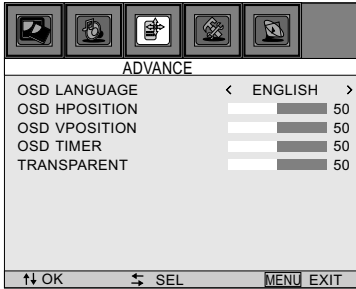 ADVANCE
OSD LANGUAGE < ENGLISH >
OSD HPOSITION 50
OSD VPOSITION 50
OSD TIMER 50
TRANSPARENT 50
↑↓ OK ⇆ SEL MENU EXIT